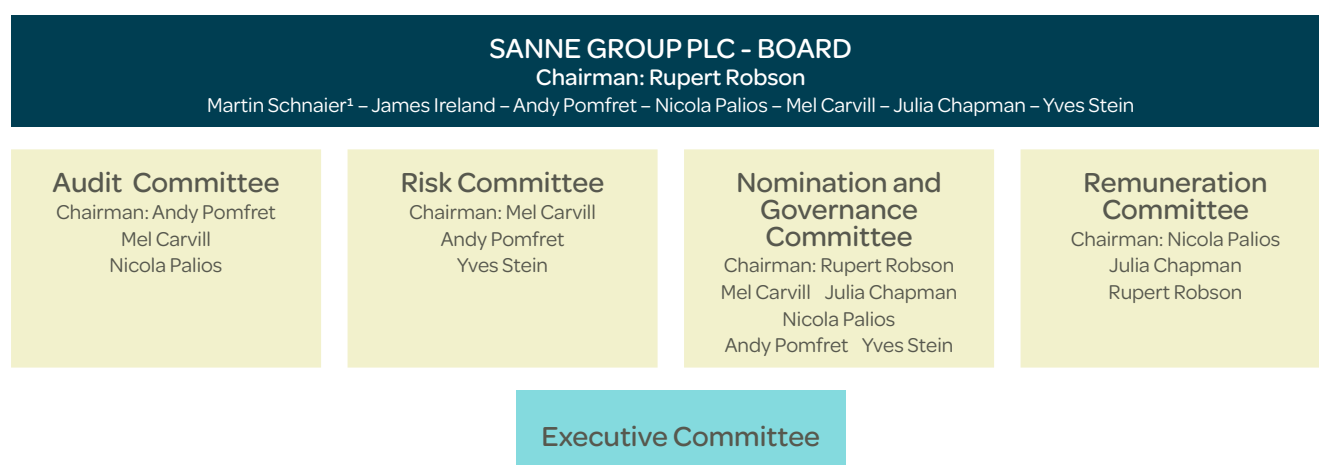 SANNE GROUP PLC - BOARD
Chairman: Rupert Robson
Martin Schnaier¹ – James Ireland – Andy Pomfret – Nicola Palios – Mel Carvill – Julia Chapman – Yves Stein
Audit Committee
Chairman: Andy Pomfret
Mel Carvill
Nicola Palios
Risk Committee
Chairman: Mel Carvill
Andy Pomfret
Yves Stein
Nomination and
Governance
Committee
Chairman: Rupert Robson
Mel Carvill Julia Chapman
Nicola Palios
Andy Pomfret Yves Stein
Remuneration
Committee
Chairman: Nicola Palios
Julia Chapman
Rupert Robson
Executive Committee